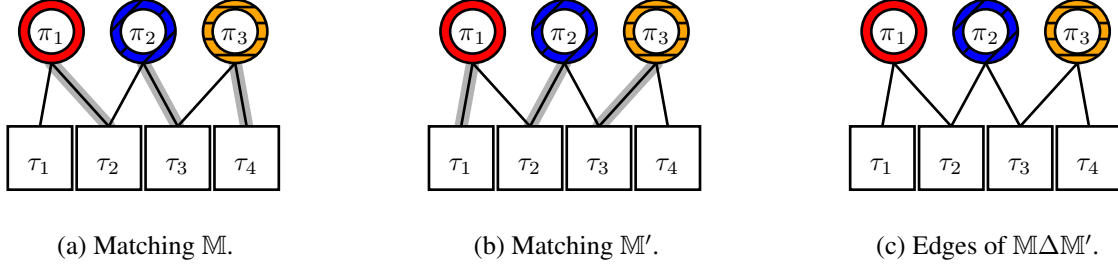 π1 π2 π3 π1 π2 π3 π1 π2 π3
τ1 τ2 τ3 τ4 τ1 τ2 τ3 τ4 τ1 τ2 τ3 τ4
(a) Matching 𝕄. (b) Matching 𝕄′. (c) Edges of 𝕄Δ𝕄′.